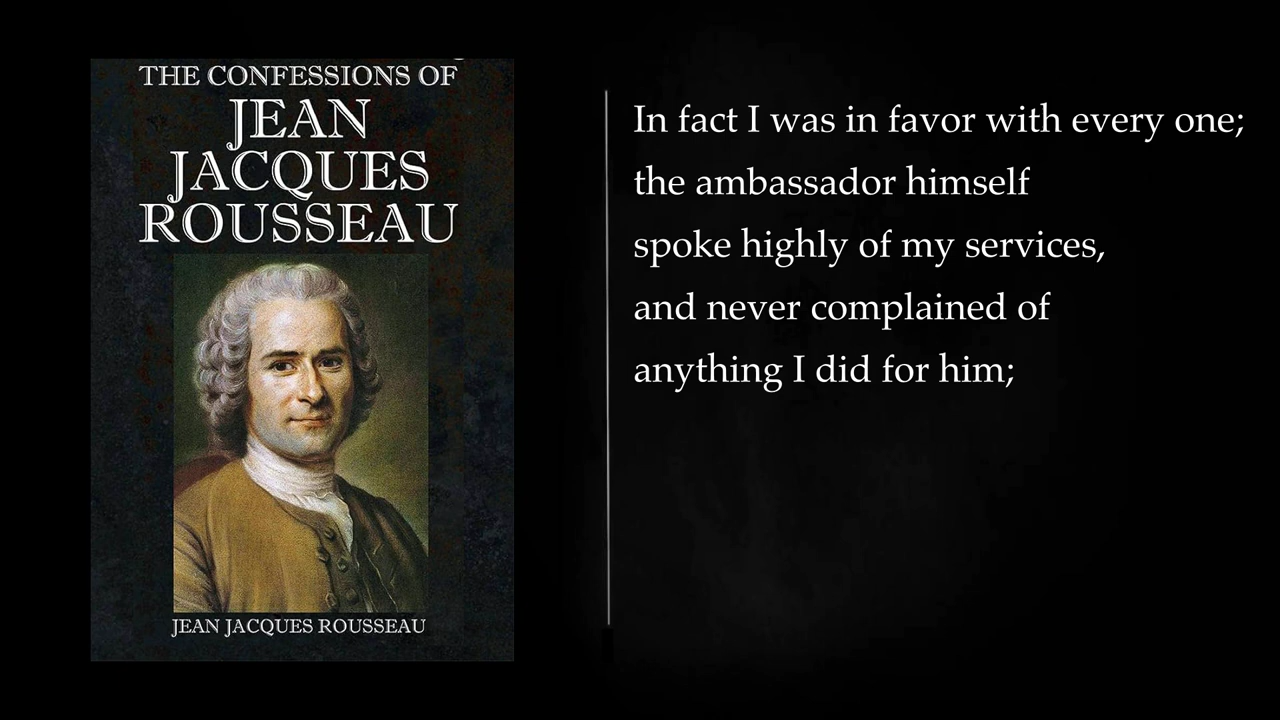 THE CONFESSIONS OF
JEAN
JACQUES
ROUSSEAU
JEAN JACQUES ROUSSEAU
In fact I was in favor with every one;
the ambassador himself
spoke highly of my services,
and never complained of
anything I did for him;